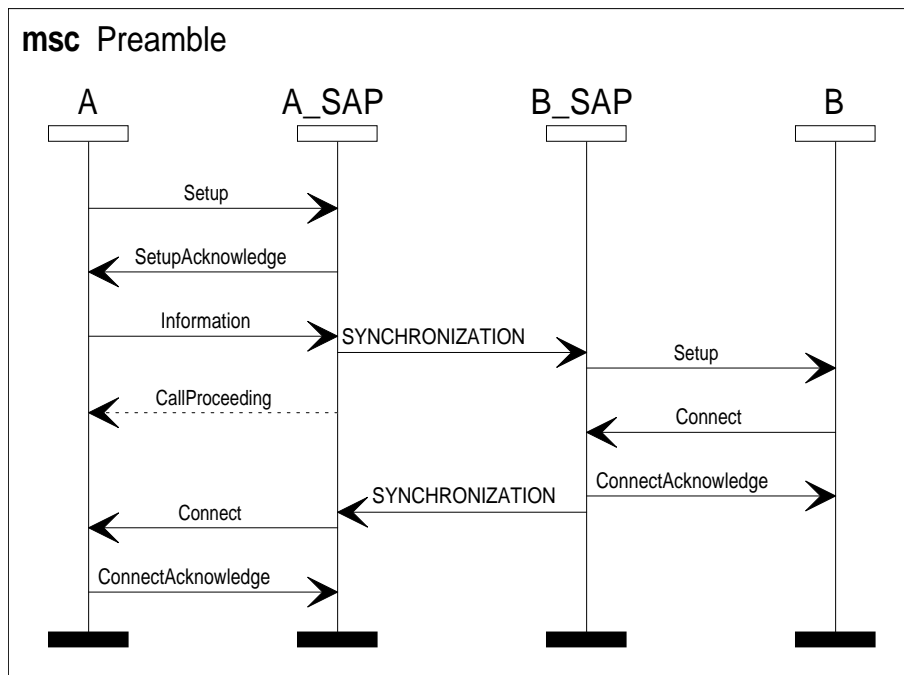 msc Preamble
A A_SAP B_SAP B
Setup
SetupAcknowledge
Information
SYNCHRONIZATION
Setup
CallProceeding
Connect
ConnectAcknowledge
SYNCHRONIZATION
Connect
ConnectAcknowledge